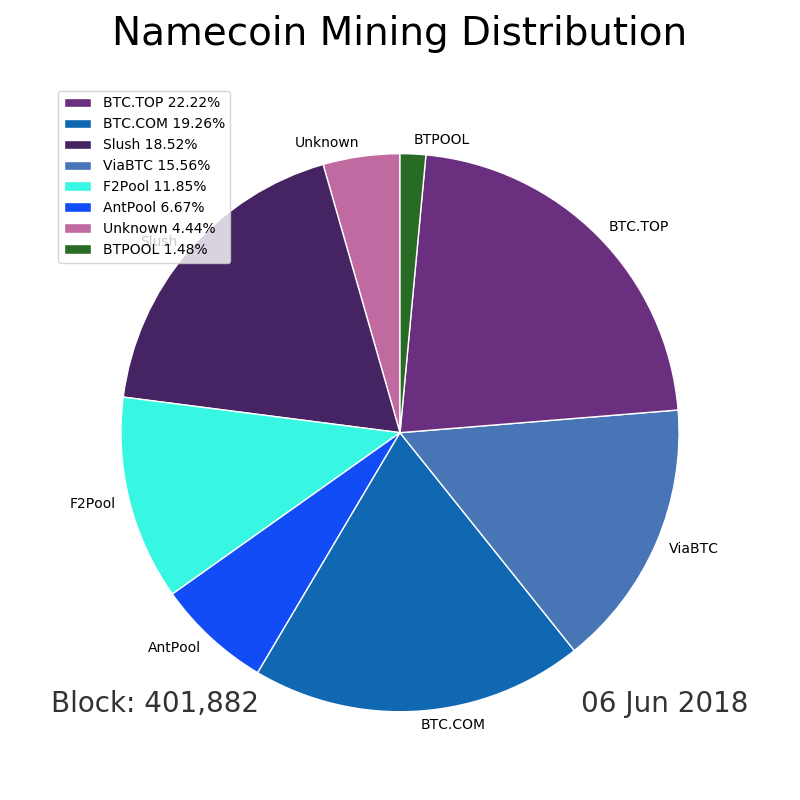 Namecoin Mining Distribution
BTC.TOP 22.22%
BTC.COM 19.26%
Slush 18.52%
ViaBTC 15.56%
F2Pool 11.85%
AntPool 6.67%
Unknown 4.44%
BTPOOL 1.48%
Unknown
BTPOOL
BTC.TOP
Slush
F2Pool
ViaBTC
AntPool
BTC.COM
Block: 401,882
06 Jun 2018